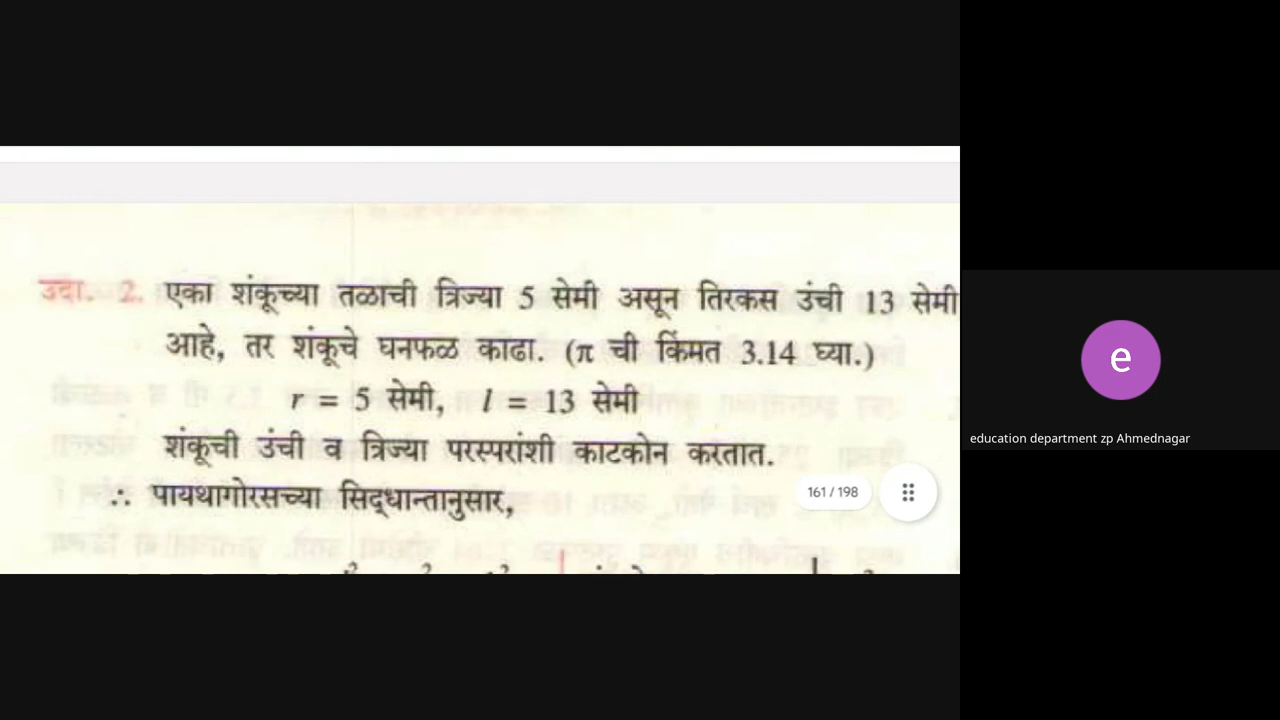 उदा. 2. एका शंकूच्या तळाची त्रिज्या 5 सेमी असून तिरकस उंची 13 सेमी
आहे, तर शंकूचे घनफळ काढा. (π ची किंमत 3.14 घ्या.)
r = 5 सेमी, l = 13 सेमी
शंकूची उंची व त्रिज्या परस्परांशी काटकोन करतात.
∴ पायथागोरसच्या सिद्धान्तानुसार,
161 / 198
e
education department zp Ahmednagar